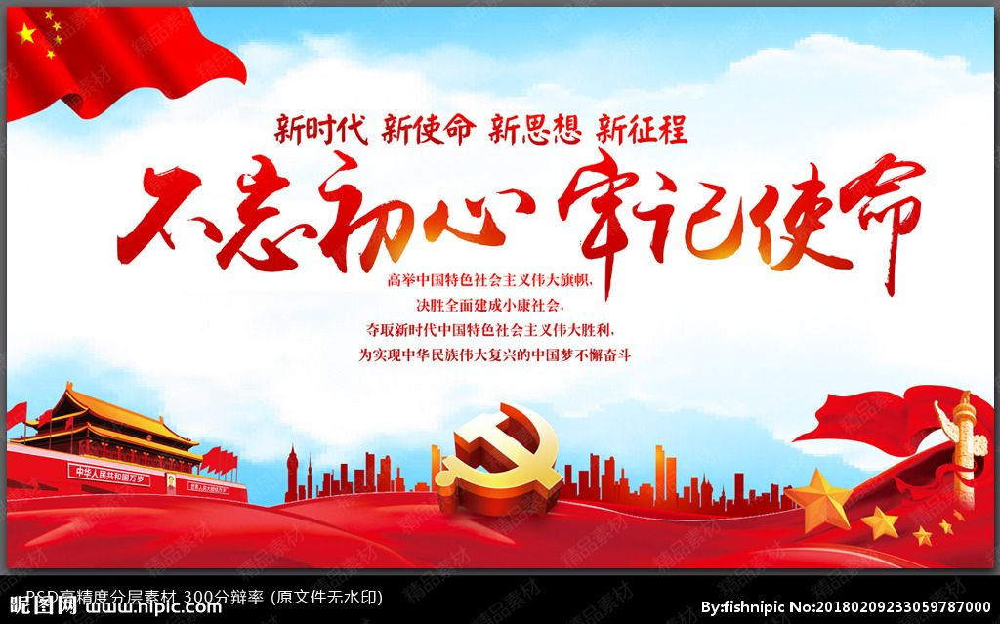 新时代 新使命 新思想 新征程
不忘初心 牢记使命
高举中国特色社会主义伟大旗帜,
决胜全面建成小康社会,
夺取新时代中国特色社会主义伟大胜利,
为实现中华民族伟大复兴的中国梦不懈奋斗
中华人民共和国万岁
世界人民大团结万岁
精品素材
PSD高精度分层素材 300分辩率 (原文件无水印)
昵图网 www.nipic.com
By:fishnipic No:20180209233059787000